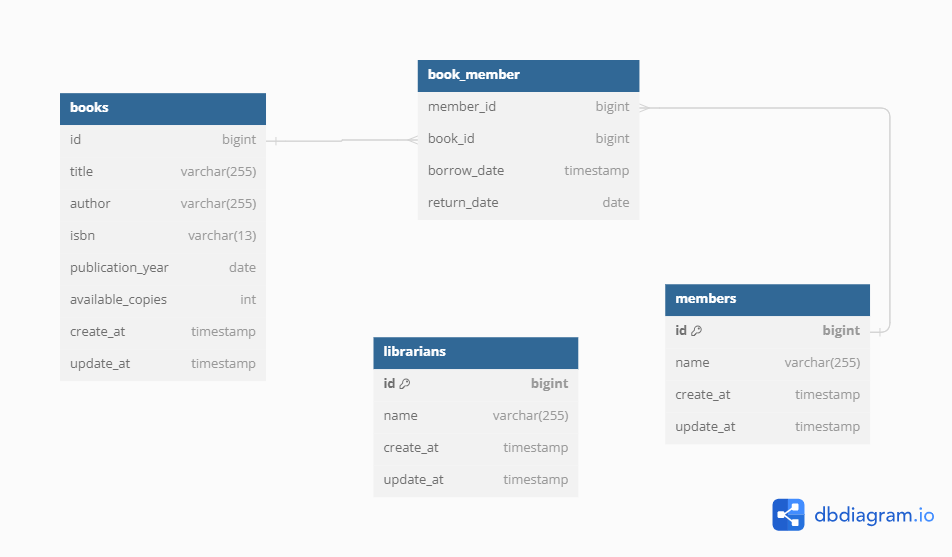 books
id bigint
title varchar(255)
author varchar(255)
isbn varchar(13)
publication_year date
available_copies int
create_at timestamp
update_at timestamp
book_member
member_id bigint
book_id bigint
borrow_date timestamp
return_date date
librarians
id bigint
name varchar(255)
create_at timestamp
update_at timestamp
members
id bigint
name varchar(255)
create_at timestamp
update_at timestamp
dbdiagram.io